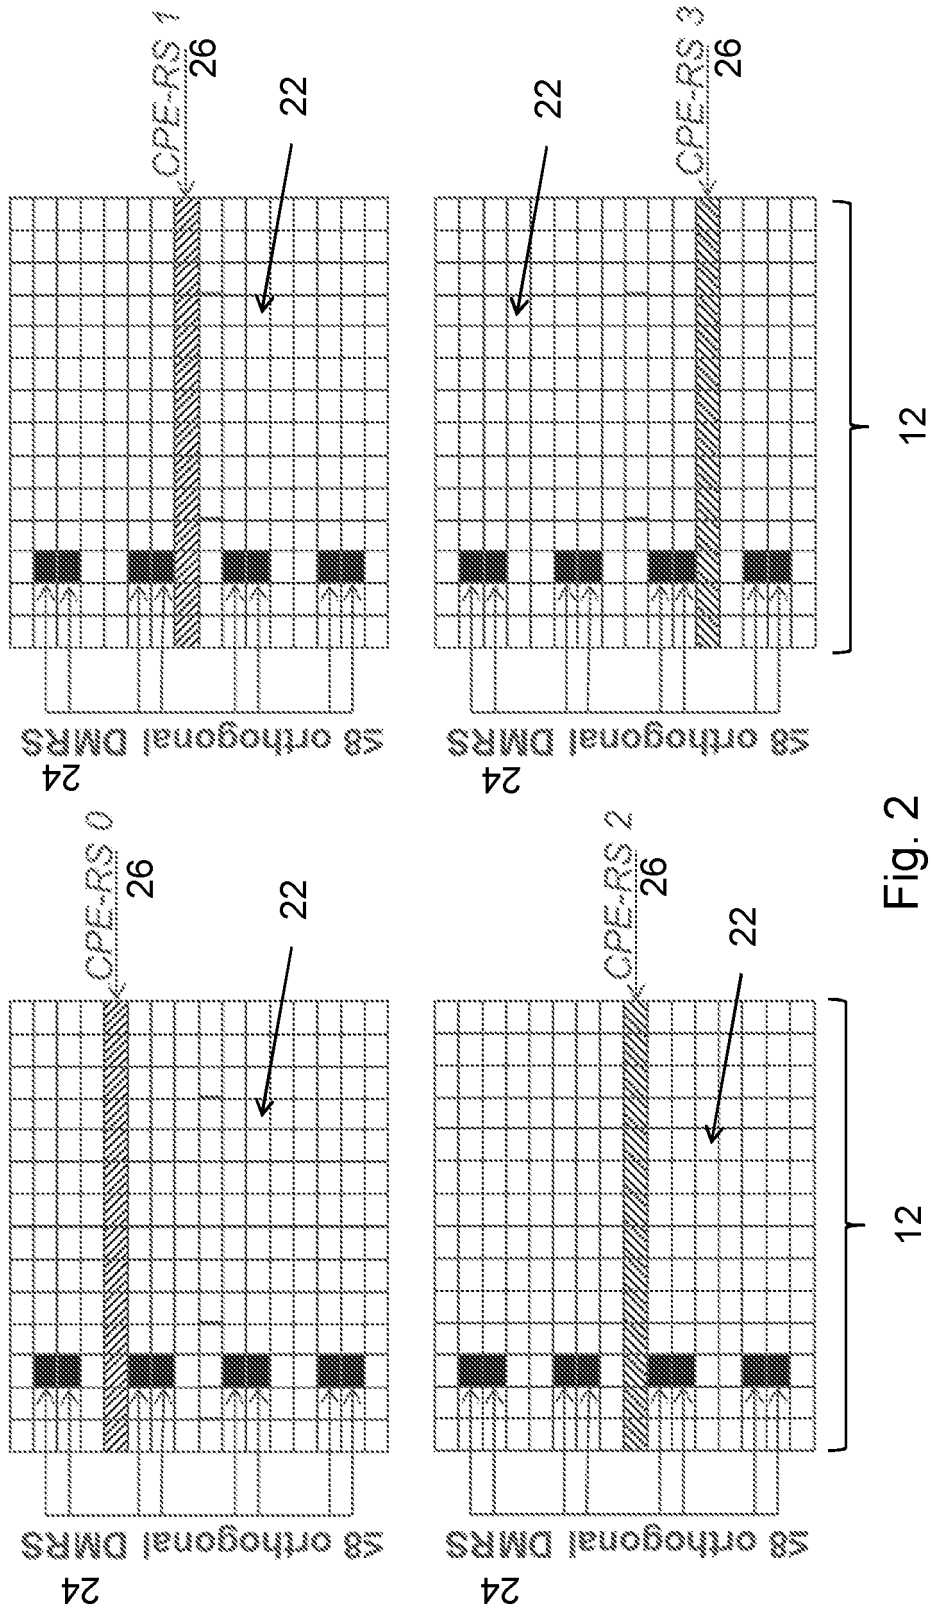 CPE-RS 1
26
22
≤8 orthogonal DMRS
24
22
CPE-RS 3
26
≤8 orthogonal DMRS
24
12
CPE-RS 0
26
22
≤8 orthogonal DMRS
24
CPE-RS 2
26
22
≤8 orthogonal DMRS
24
12
Fig. 2